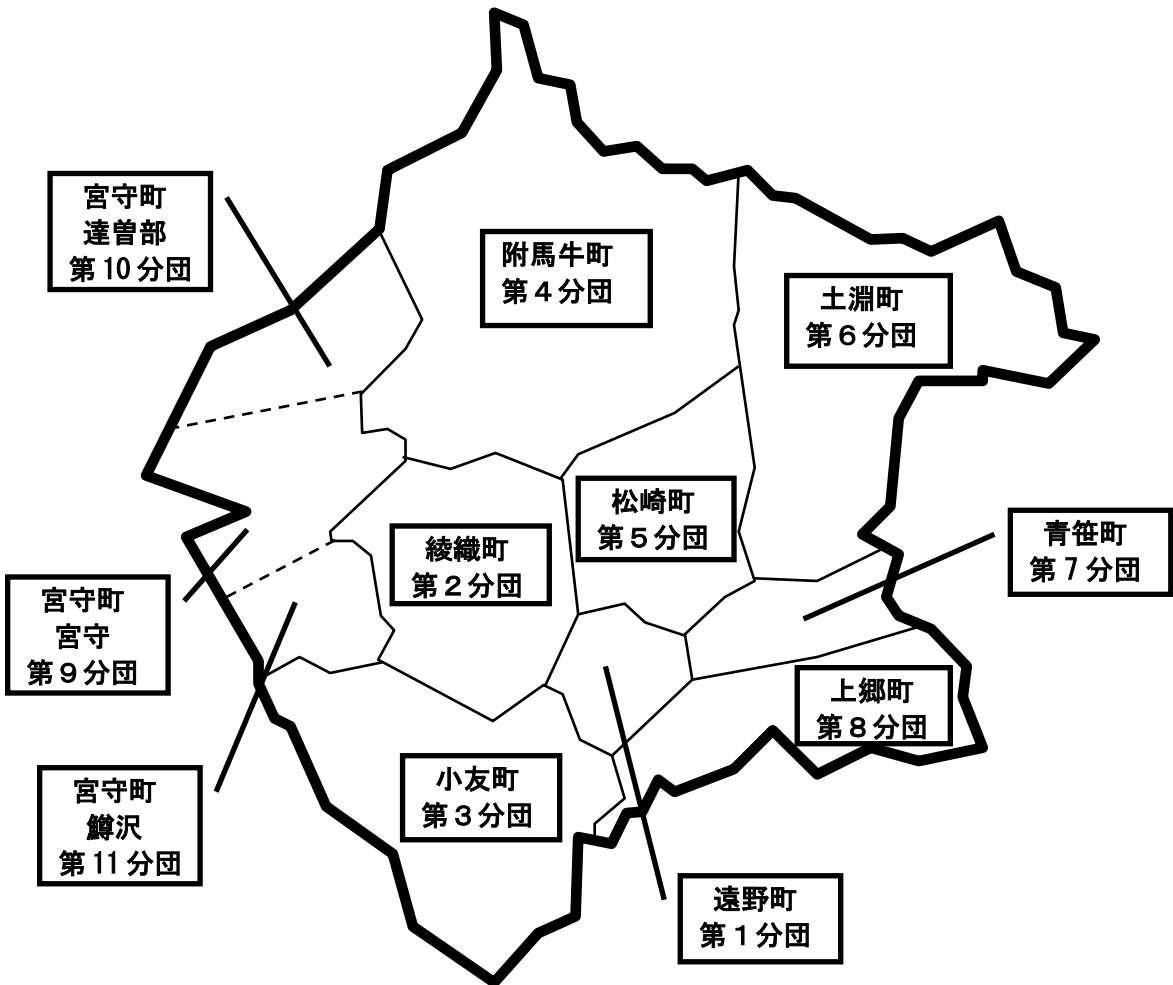 宮守町
達曽部
第10分団
附馬牛町
第４分団
土淵町
第６分団
松崎町
第５分団
綾織町
第２分団
青笹町
第７分団
宮守町
宮守
第９分団
上郷町
第８分団
小友町
第３分団
宮守町
鱒沢
第11分団
遠野町
第１分団